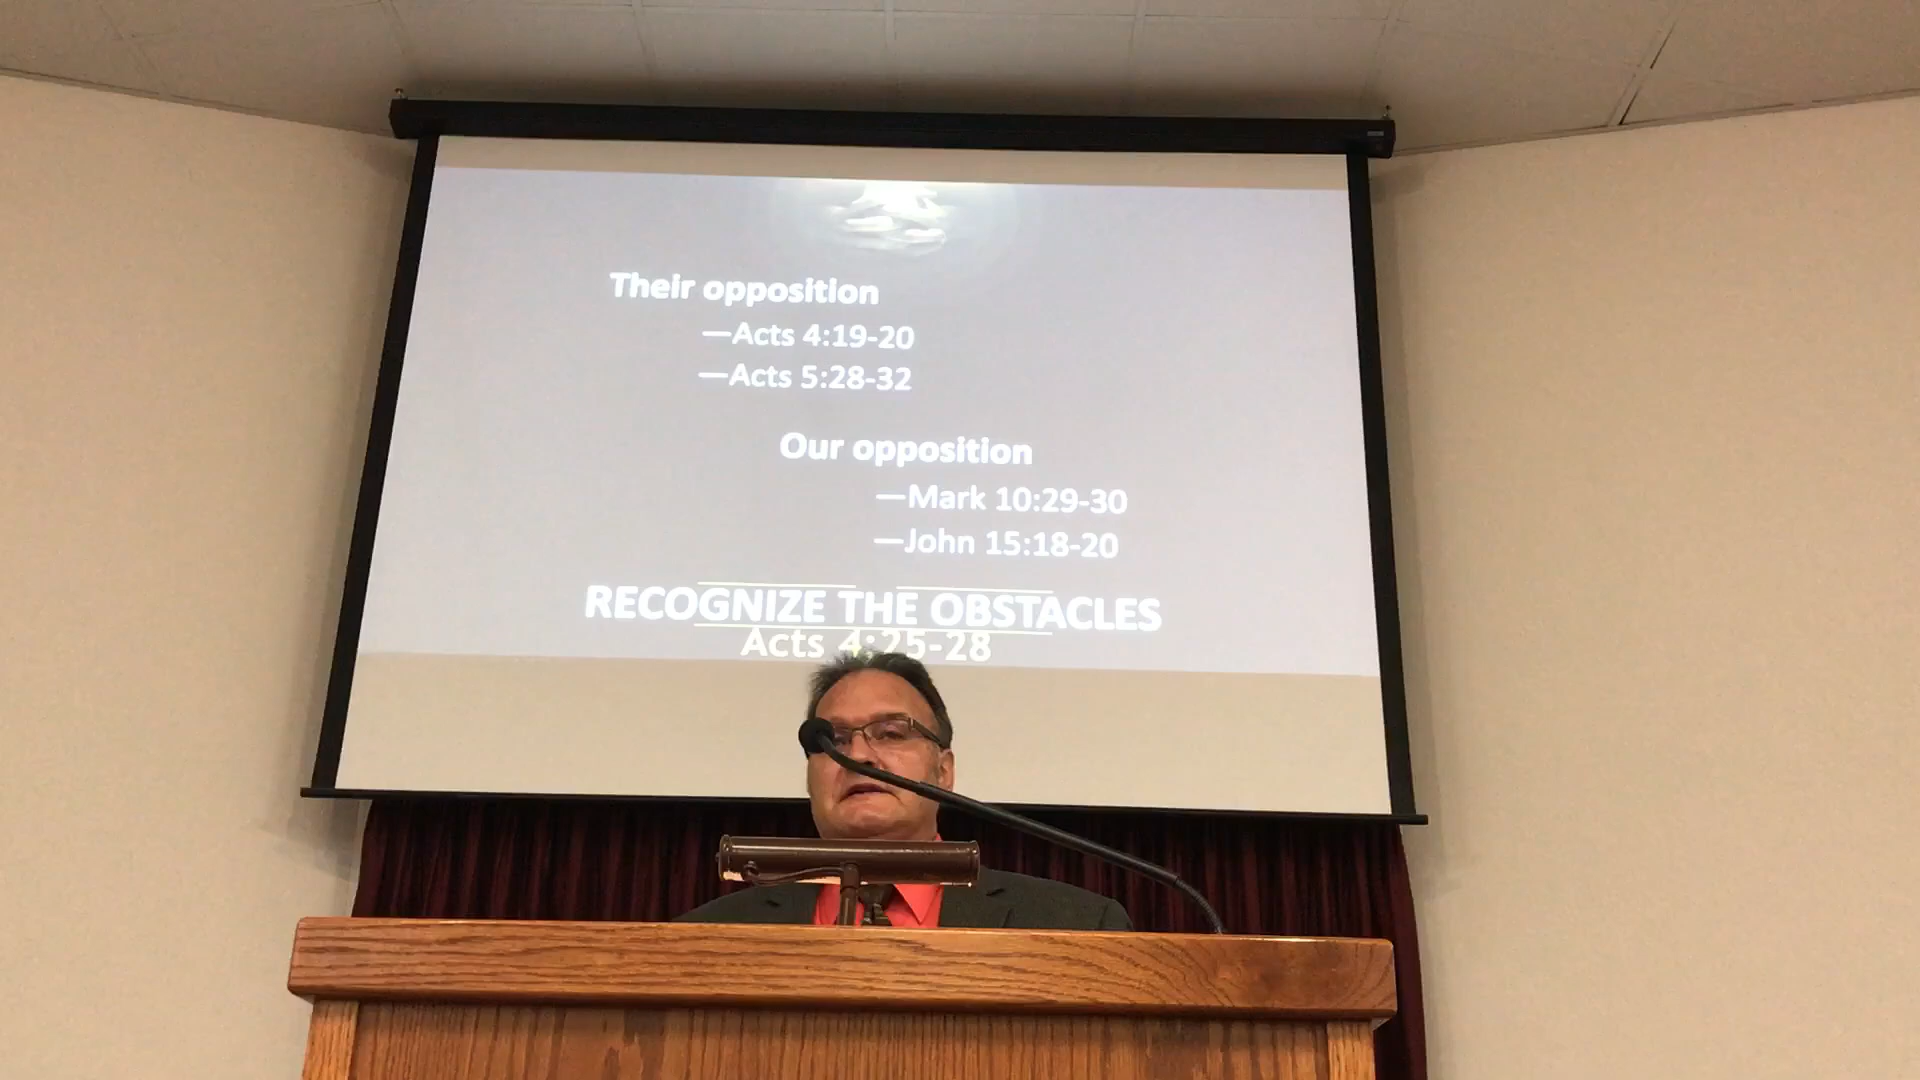 Their opposition
—Acts 4:19-20
—Acts 5:28-32
Our opposition
—Mark 10:29-30
—John 15:18-20
RECOGNIZE THE OBSTACLES
Acts 4:25-28